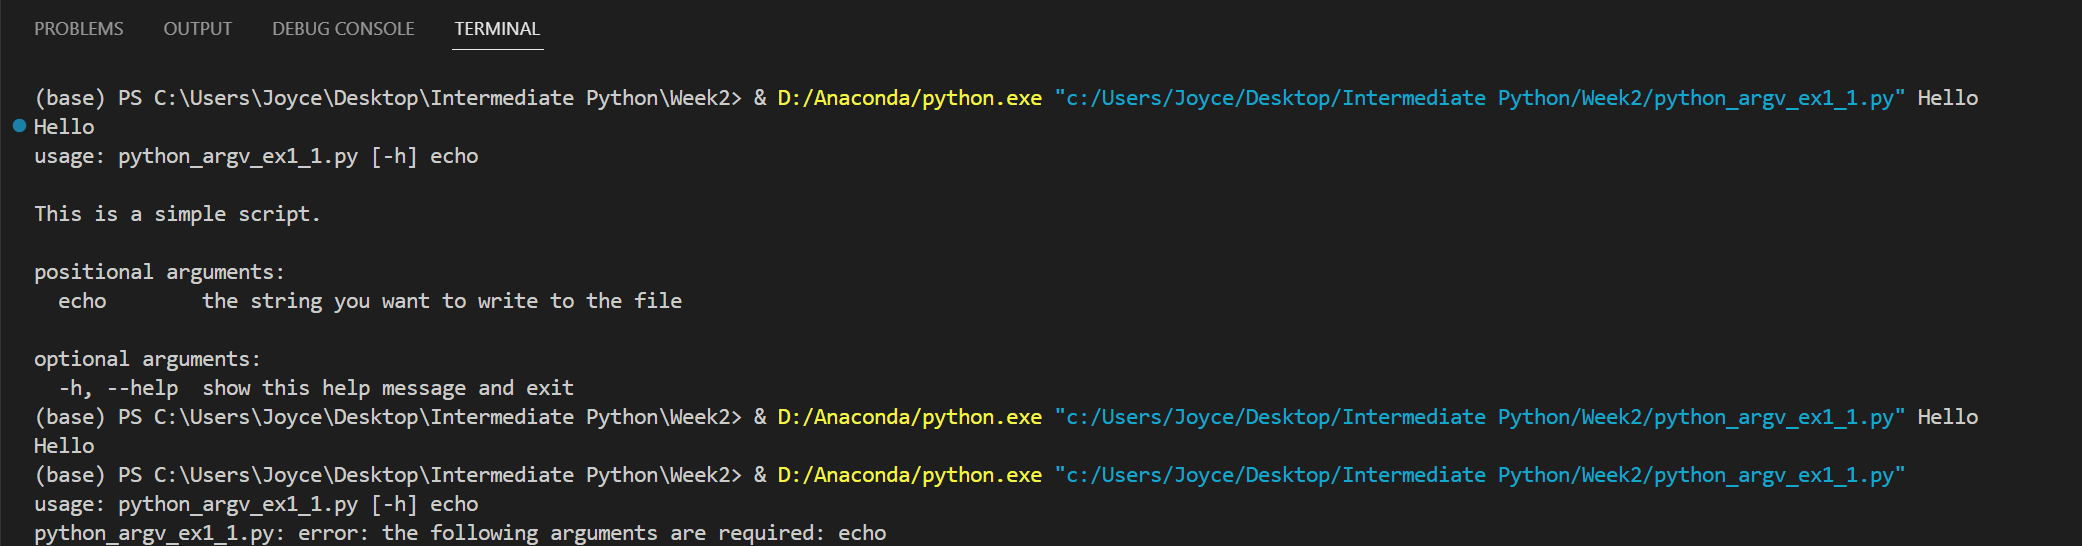 PROBLEMS OUTPUT DEBUG CONSOLE TERMINAL
(base) PS C:\Users\Joyce\Desktop\Intermediate Python\Week2> & D:/Anaconda/python.exe "c:/Users/Joyce/Desktop/Intermediate Python/Week2/python_argv_ex1_1.py" Hello
Hello
usage: python_argv_ex1_1.py [-h] echo
This is a simple script.
positional arguments:
  echo        the string you want to write to the file
optional arguments:
  -h, --help  show this help message and exit
(base) PS C:\Users\Joyce\Desktop\Intermediate Python\Week2> & D:/Anaconda/python.exe "c:/Users/Joyce/Desktop/Intermediate Python/Week2/python_argv_ex1_1.py" Hello
Hello
(base) PS C:\Users\Joyce\Desktop\Intermediate Python\Week2> & D:/Anaconda/python.exe "c:/Users/Joyce/Desktop/Intermediate Python/Week2/python_argv_ex1_1.py"
usage: python_argv_ex1_1.py [-h] echo
python_argv_ex1_1.py: error: the following arguments are required: echo